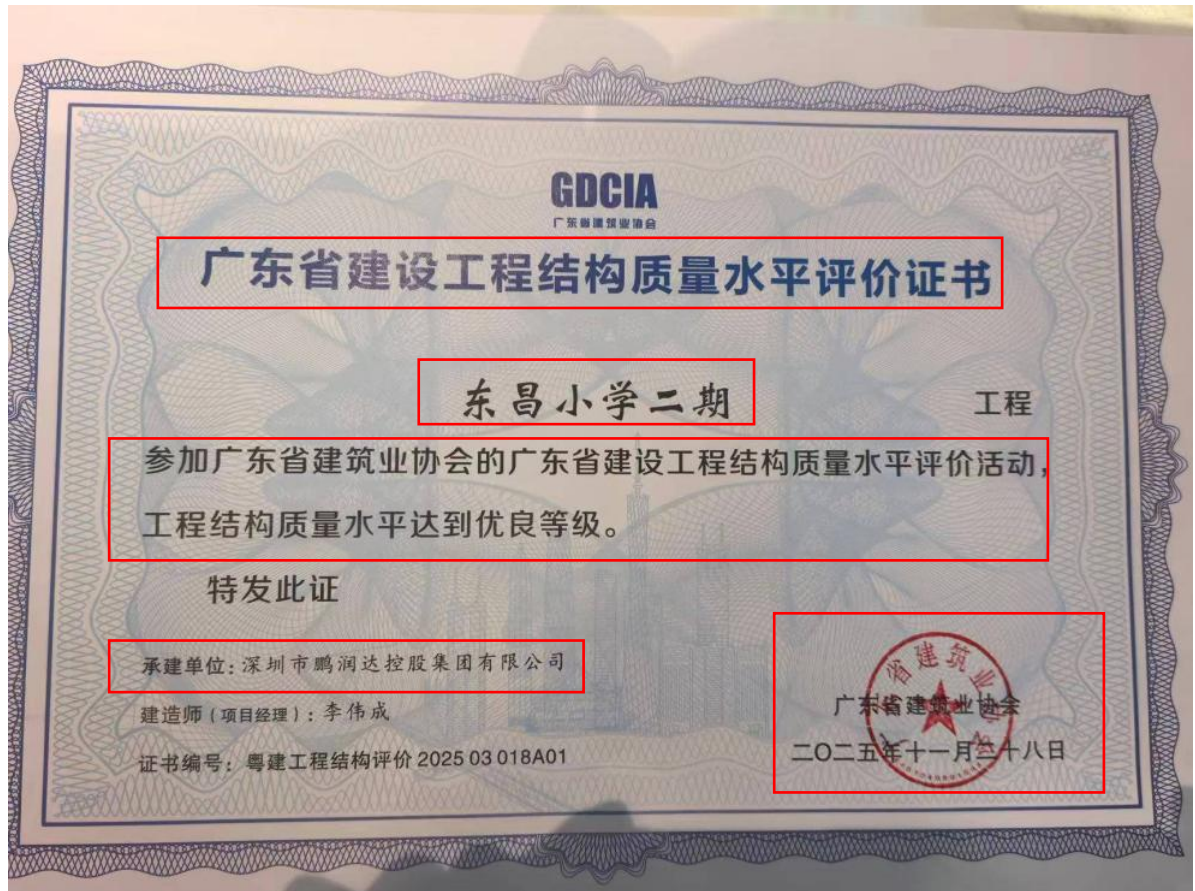 GDCIA
广东省建筑业协会
广东省建设工程结构质量水平评价证书
东昌小学二期 工程
参加广东省建筑业协会的广东省建设工程结构质量水平评价活动,
工程结构质量水平达到优良等级。
特发此证
承建单位:深圳市鹏润达控股集团有限公司
建造师(项目经理):李伟成
证书编号:粤建工程结构评价 2025 03 018A01
广东省建筑业协会
二〇二五年十一月二十八日